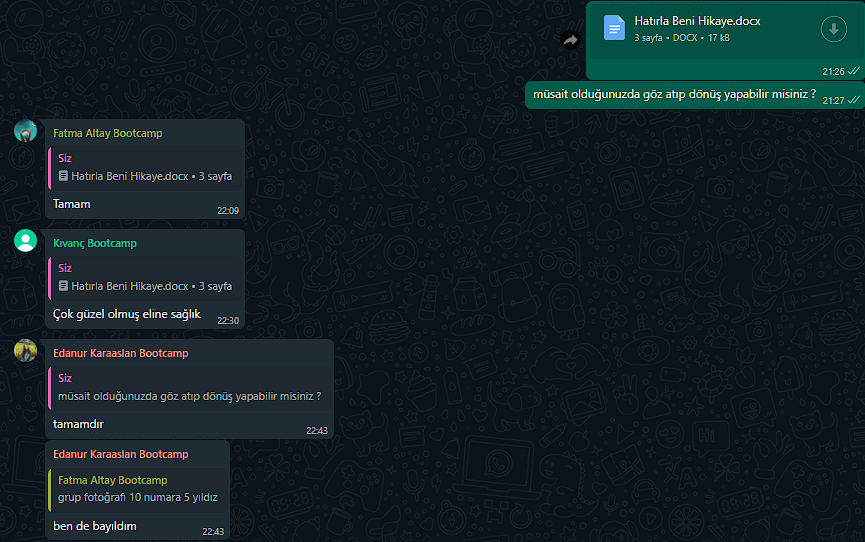 Hatırla Beni Hikaye.docx
3 sayfa • DOCX • 17 kB
21:26
müsait olduğunuzda göz atıp dönüş yapabilir misiniz ?
21:27
Fatma Altay Bootcamp
Siz
Hatırla Beni Hikaye.docx • 3 sayfa
Tamam
22:09
Kıvanç Bootcamp
Siz
Hatırla Beni Hikaye.docx • 3 sayfa
Çok güzel olmuş eline sağlık
22:30
Edanur Karaaslan Bootcamp
Siz
müsait olduğunuzda göz atıp dönüş yapabilir misiniz ?
tamamdır
22:43
Edanur Karaaslan Bootcamp
Fatma Altay Bootcamp
grup fotoğrafı 10 numara 5 yıldız
ben de bayıldım
22:43